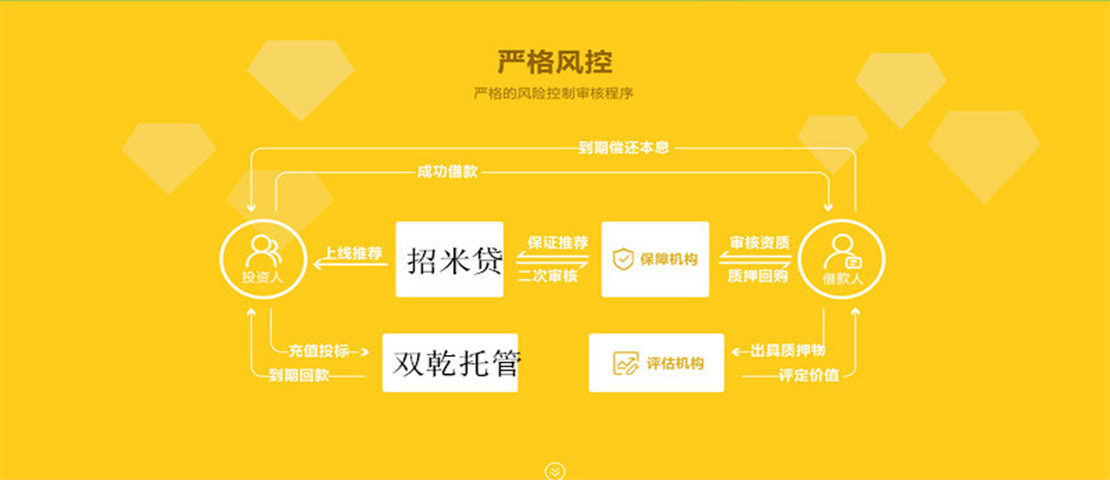 严格风控
严格的风险控制审核程序
到期偿还本息
成功借款
投资人
上线推荐
招米贷
保证推荐
二次审核
保障机构
审核资质
质押回购
借款人
充值投标
到期回款
双乾托管
评估机构
出具质押物
评定价值